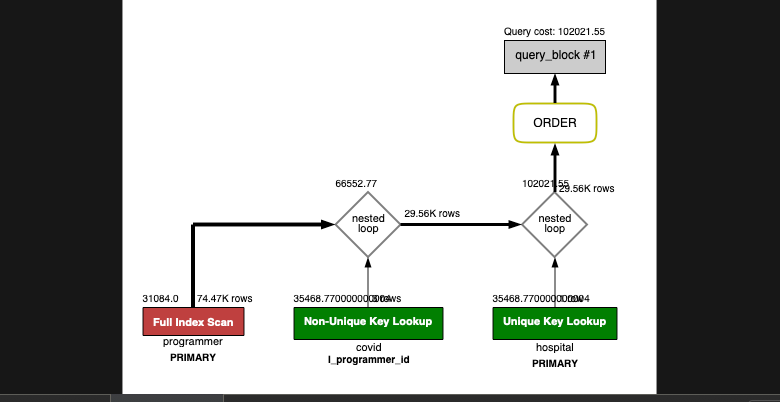 Query cost: 102021.55
query_block #1
ORDER
66552.77
102021.55
29.56K rows
nested
loop
29.56K rows
nested
loop
31084.0
74.47K rows
35468.770000000
rows
35468.770000000
Full Index Scan
Non-Unique Key Lookup
Unique Key Lookup
programmer
covid
hospital
PRIMARY
I_programmer_id
PRIMARY